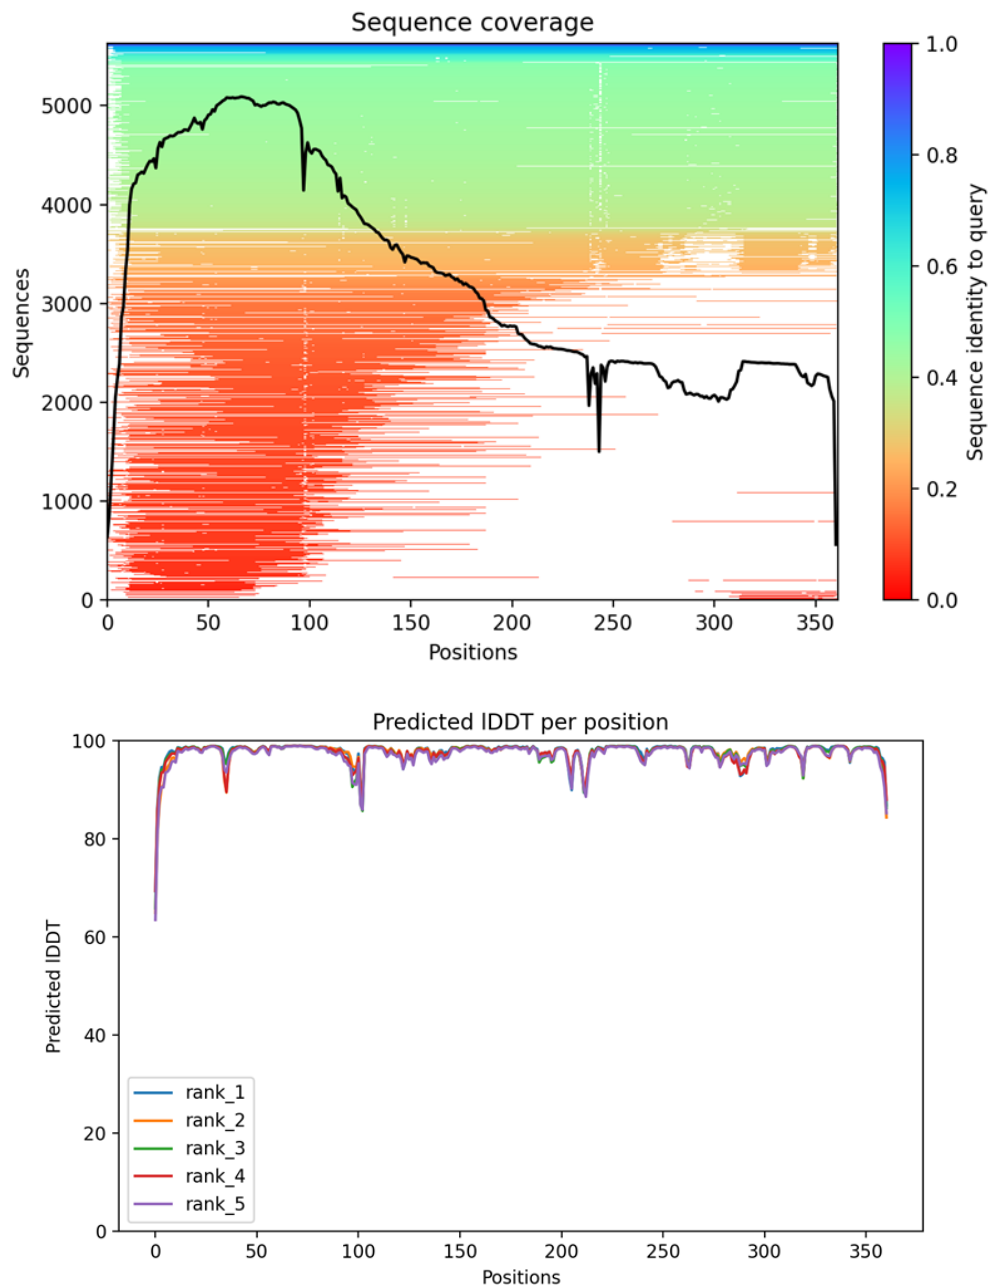 Sequence coverage
5000
4000
3000
2000
1000
0
Sequences
0 50 100 150 200 250 300 350
Positions
1.0
0.8
0.6
0.4
0.2
0.0
Sequence identity to query
Predicted lDDT per position
100
80
60
40
20
0
Predicted lDDT
rank_1
rank_2
rank_3
rank_4
rank_5
0 50 100 150 200 250 300 350
Positions